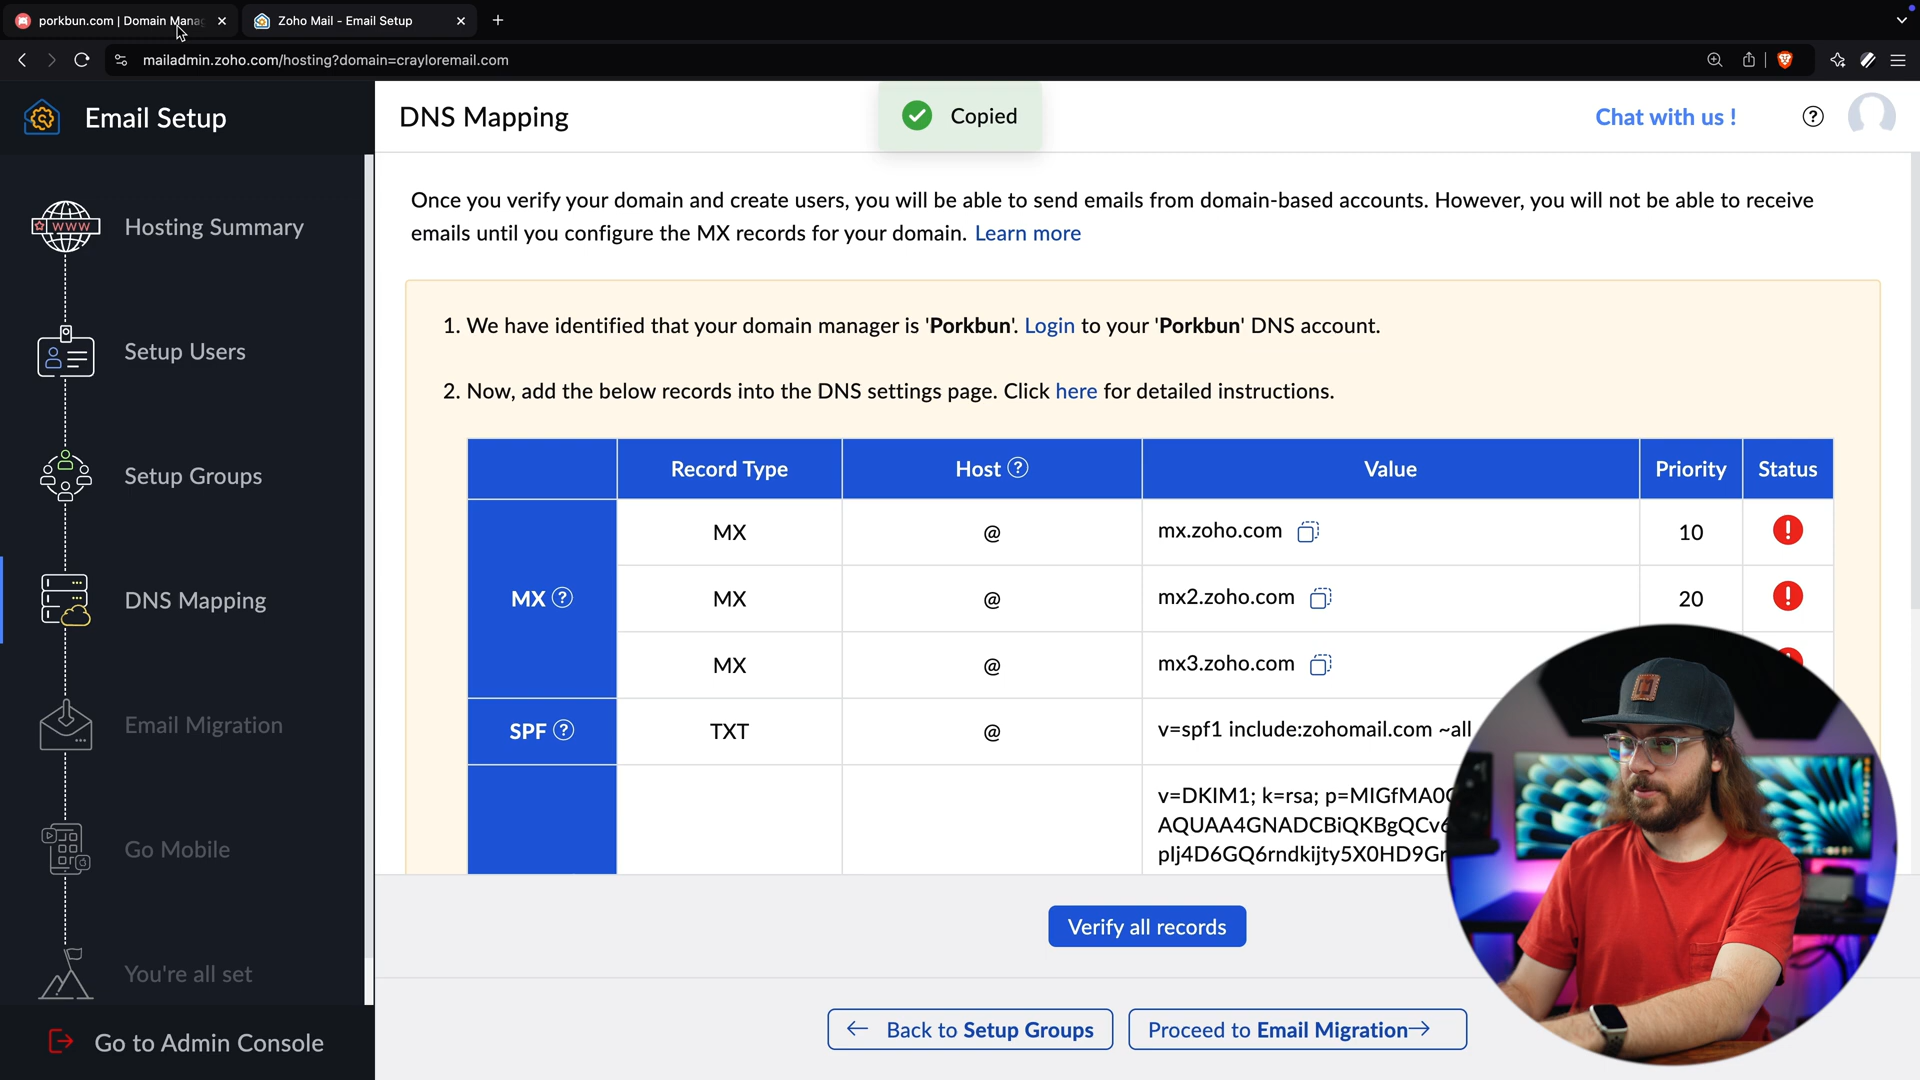 porkbun.com | Domain Mana
Zoho Mail - Email Setup
mailadmin.zoho.com/hosting?domain=crayloremail.com
Email Setup
DNS Mapping
Copied
Chat with us !
Once you verify your domain and create users, you will be able to send emails from domain-based accounts. However, you will not be able to receive
emails until you configure the MX records for your domain. Learn more
WWW
Hosting Summary
Setup Users
Setup Groups
DNS Mapping
Email Migration
Go Mobile
You're all set
Go to Admin Console
1. We have identified that your domain manager is 'Porkbun'. Login to your 'Porkbun' DNS account.
2. Now, add the below records into the DNS settings page. Click here for detailed instructions.
Record Type Host Value Priority Status
MX
MX @ mx.zoho.com 10
MX @ mx2.zoho.com 20
MX @ mx3.zoho.com
SPF TXT @ v=spf1 include:zohomail.com ~all
v=DKIM1; k=rsa; p=MIGfMA0
AQUAA4GNADCBiQKBgQCv
plj4D6GQ6rndkijty5X0HD9Gr
Verify all records
Back to Setup Groups
Proceed to Email Migration